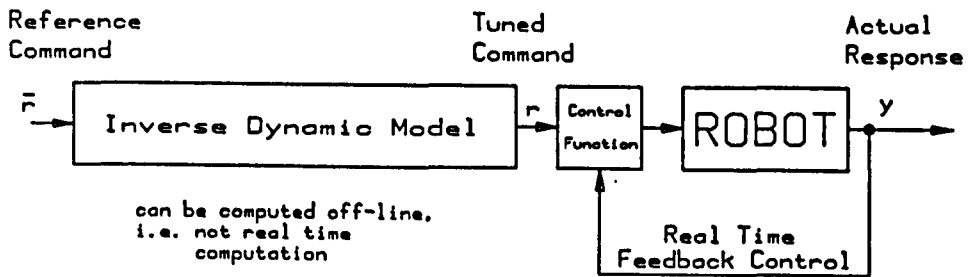 Reference
Command
Tuned
Command
Actual
Response
r̄
Inverse Dynamic Model
r
Control
Function
ROBOT
y
can be computed off-line,
i.e. not real time
computation
Real Time
Feedback Control